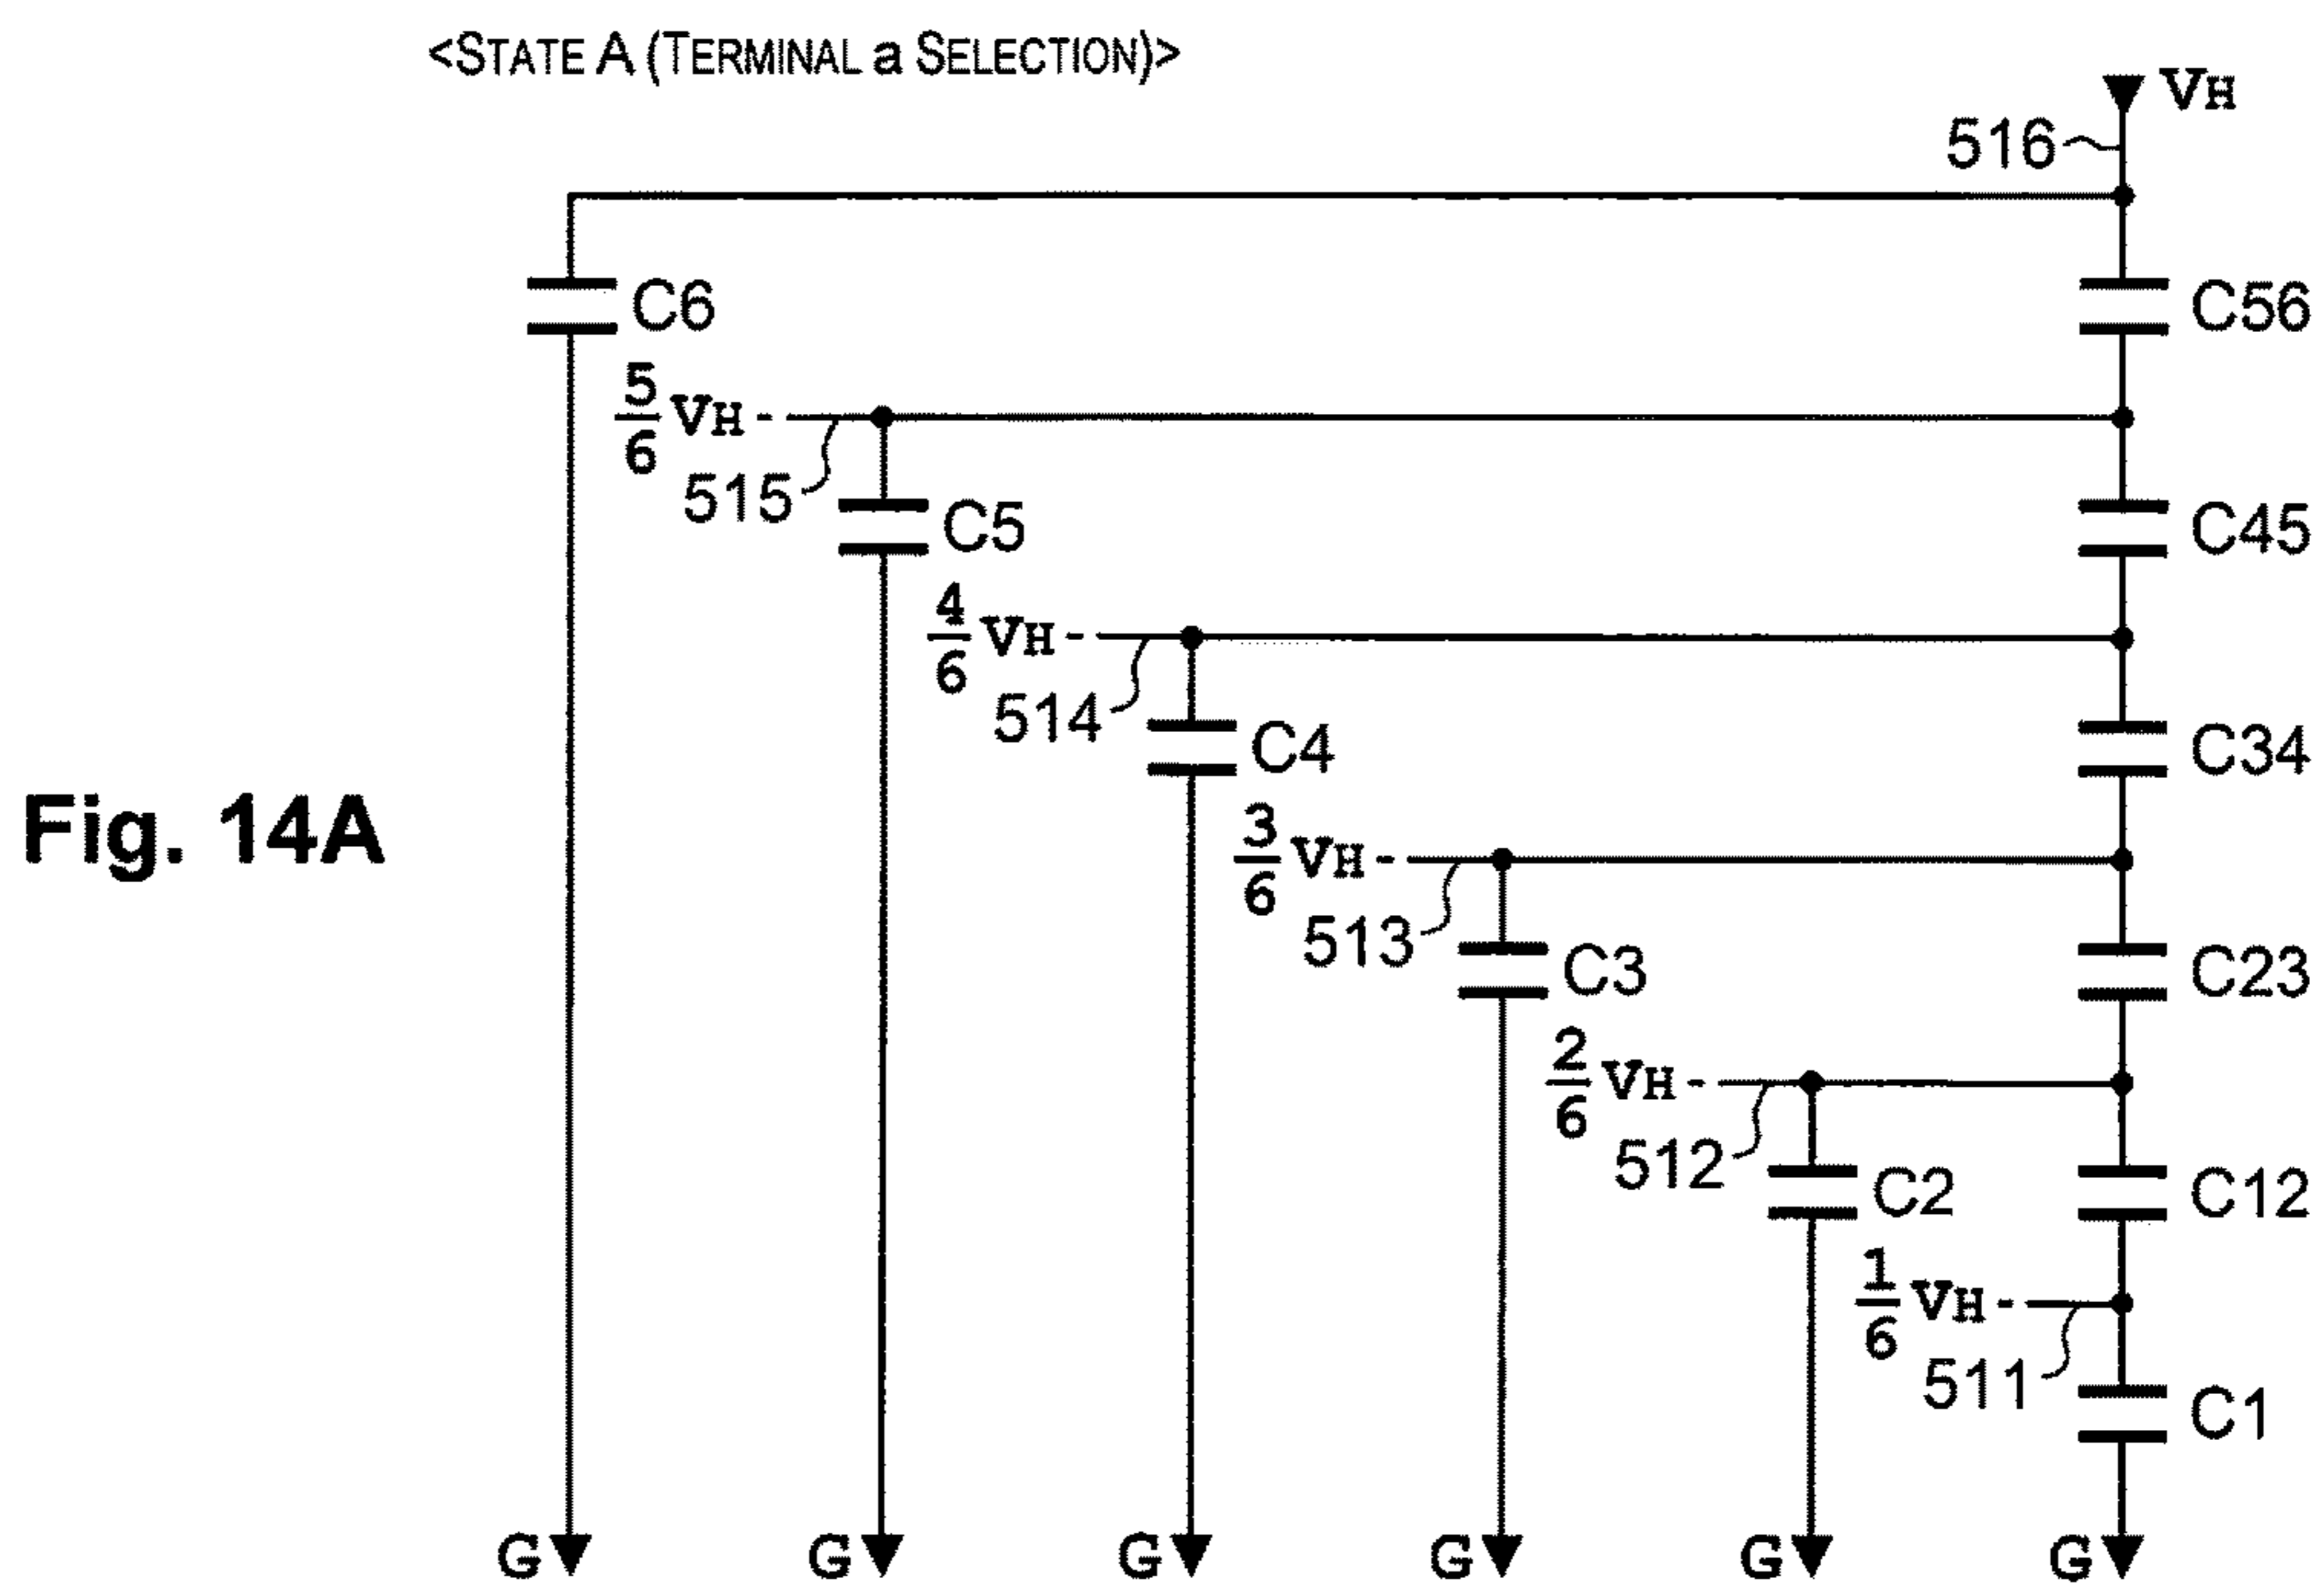 <STATE A (TERMINAL a SELECTION)>
VH
516
C6
C56
5/6 VH
515
C5
C45
4/6 VH
514
C4
C34
Fig. 14A
3/6 VH
513
C3
C23
2/6 VH
512
C2
C12
1/6 VH
511
C1
G G G G G G